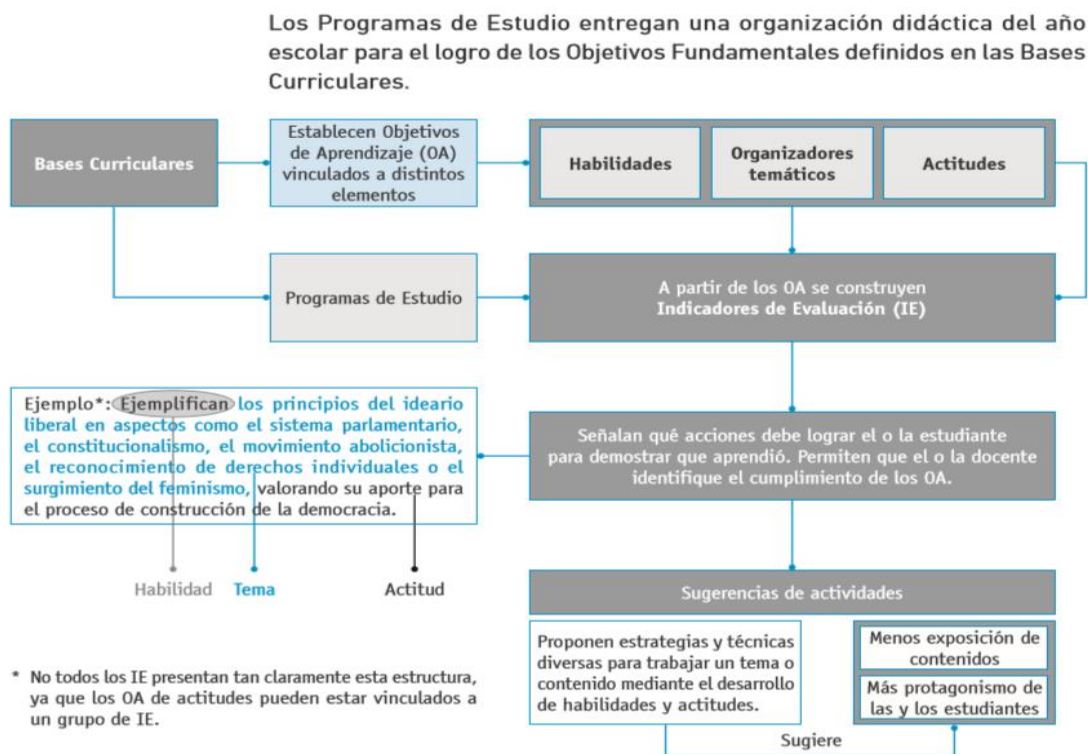 Los Programas de Estudio entregan una organización didáctica del año
escolar para el logro de los Objetivos Fundamentales definidos en las Bases
Curriculares.
Bases Curriculares
Establecen Objetivos
de Aprendizaje (OA)
vinculados a distintos
elementos
Habilidades
Organizadores
temáticos
Actitudes
Programas de Estudio
A partir de los OA se construyen
Indicadores de Evaluación (IE)
Ejemplo*: Ejemplifican los principios del ideario
liberal en aspectos como el sistema parlamentario,
el constitucionalismo, el movimiento abolicionista,
el reconocimiento de derechos individuales o el
surgimiento del feminismo, valorando su aporte para
el proceso de construcción de la democracia.
Habilidad
Tema
Actitud
Señalan qué acciones debe lograr el o la estudiante
para demostrar que aprendió. Permiten que el o la docente
identifique el cumplimiento de los OA.
Sugerencias de actividades
Proponen estrategias y técnicas
diversas para trabajar un tema o
contenido mediante el desarrollo
de habilidades y actitudes.
Menos exposición de
contenidos
Más protagonismo de
las y los estudiantes
Sugiere
* No todos los IE presentan tan claramente esta estructura,
ya que los OA de actitudes pueden estar vinculados a
un grupo de IE.